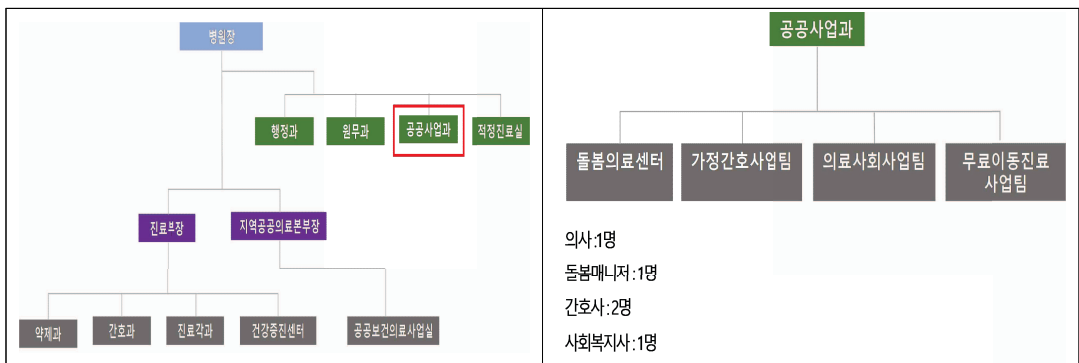 병원장
행정과
원무과
공공사업과
적정진료실
진료부장
지역공공의료본부장
약제과
간호과
진료각과
건강증진센터
공공보건의료사업실
공공사업과
돌봄의료센터
가정간호사업팀
의료사회사업팀
무료이동진료
사업팀
의사:1명
돌봄매니저:1명
간호사:2명
사회복지사:1명